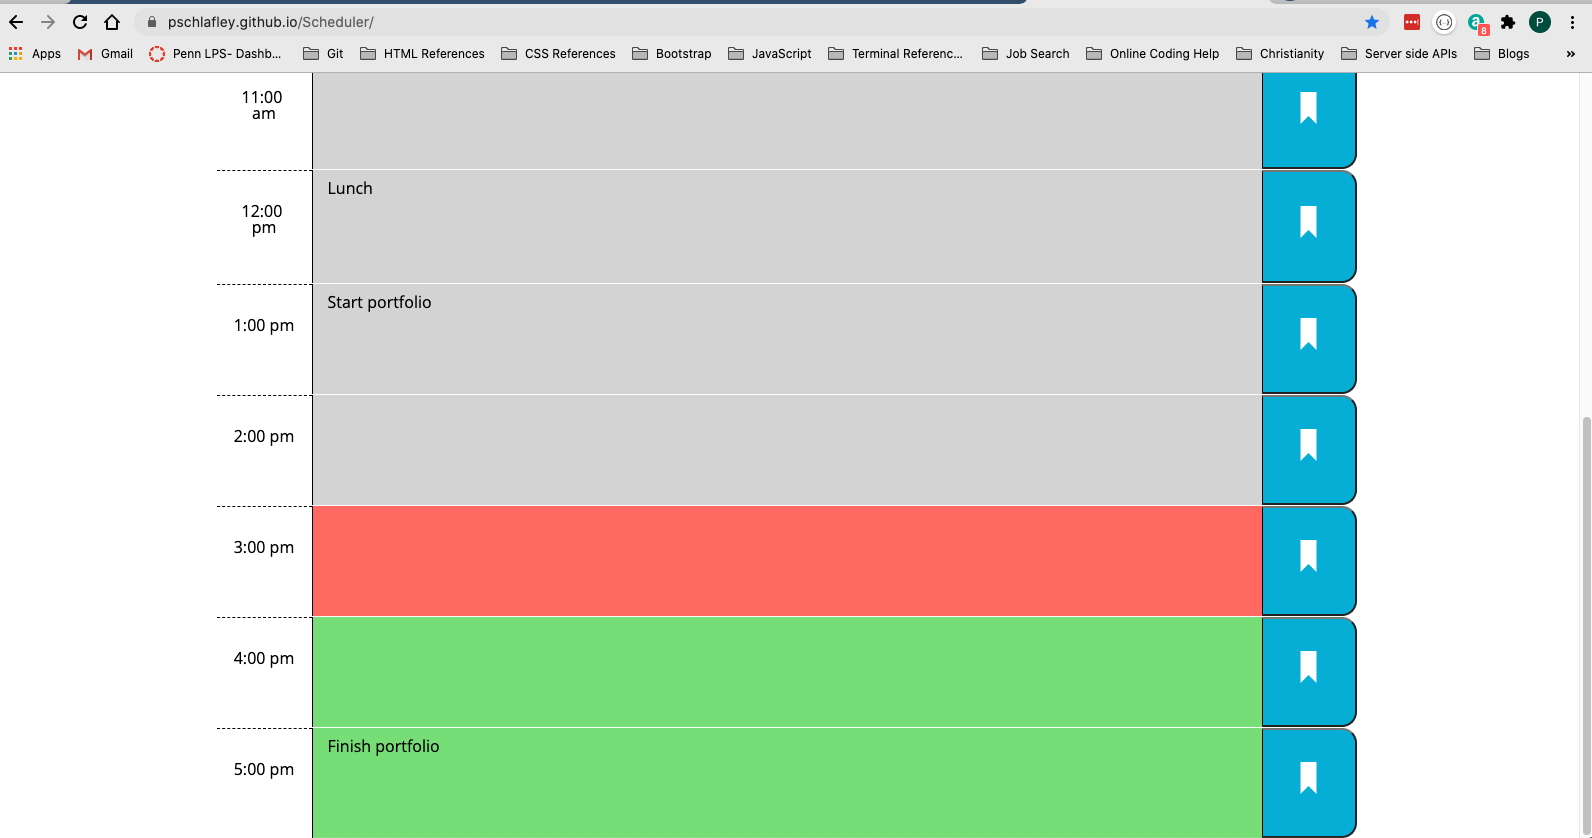 pschlafley.github.io/Scheduler/
P
Apps Gmail Penn LPS- Dashb... Git HTML References CSS References Bootstrap JavaScript Terminal Referenc... Job Search Online Coding Help Christianity Server side APIs Blogs »
a 8
11:00
am
Lunch
12:00
pm
Start portfolio
1:00 pm
2:00 pm
3:00 pm
4:00 pm
Finish portfolio
5:00 pm